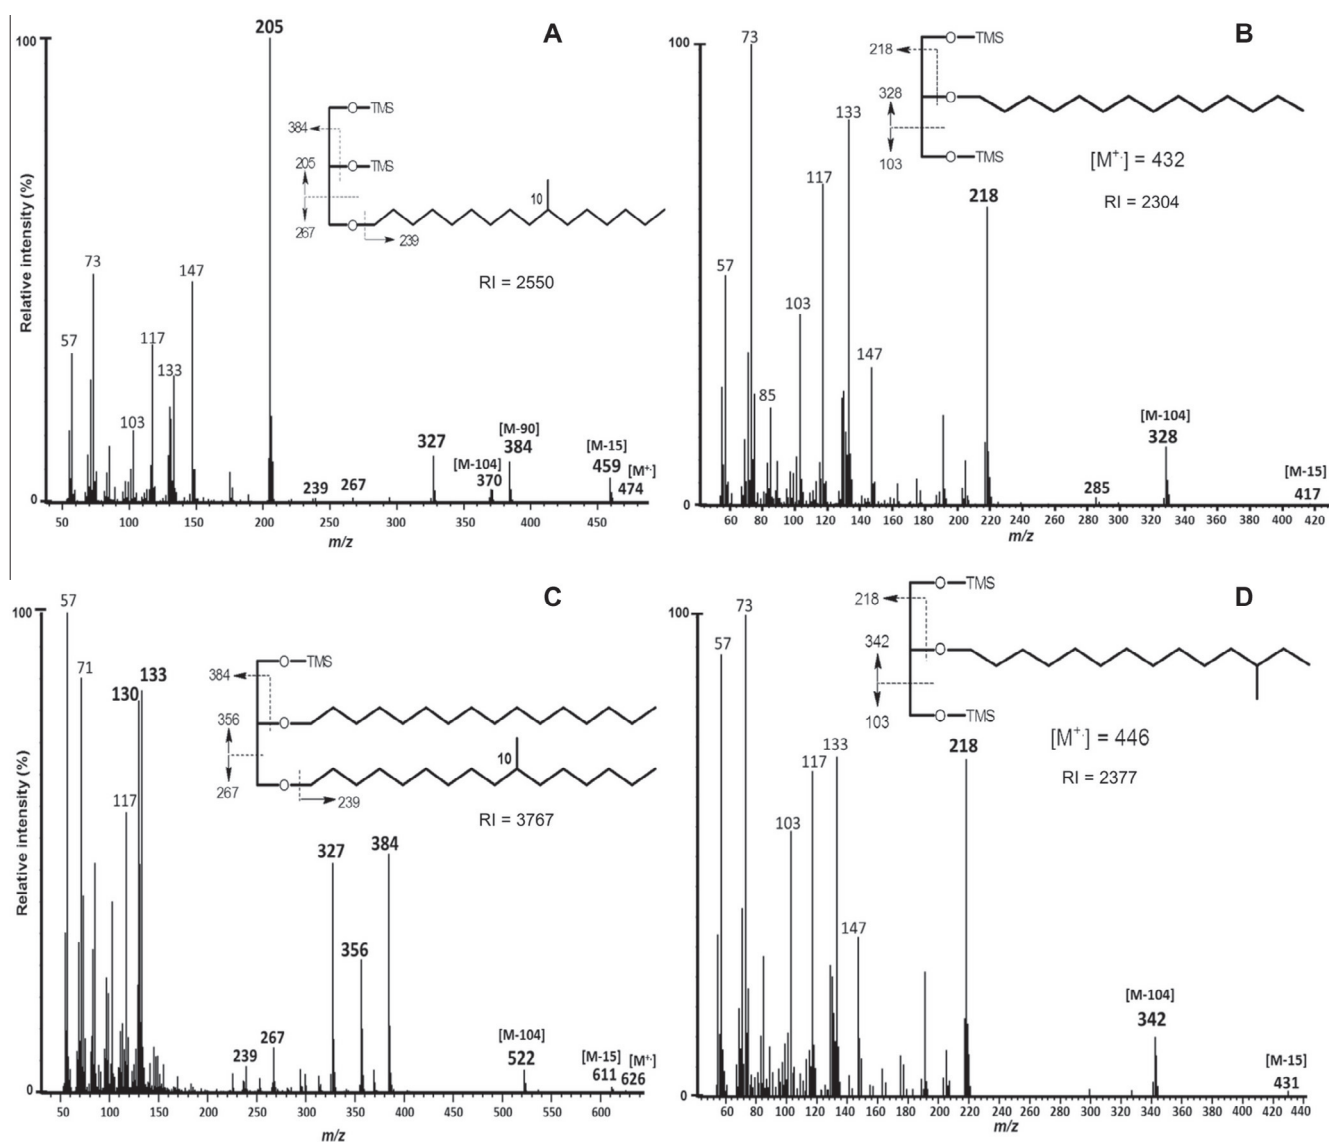 A
205
100
Relative intensity (%)
0
O—TMS
384
205
O—TMS
10
267
O
239
RI = 2550
73
147
57
117
133
103
[M-90]
327
384
[M-15]
[M-104]
370
459
[M+·]
239
267
474
50 100 150 200 250 300 350 400 450
m/z
B
73
100
0
O—TMS
218
328
O
103
O—TMS
[M+·] = 432
RI = 2304
133
117
218
57
103
147
85
[M-104]
328
[M-15]
285
417
60 80 100 120 140 160 180 200 220 240 260 280 300 320 340 360 380 400 420
m/z
C
57
100
Relative intensity (%)
0
71
133
130
117
O—TMS
384
356
O
10
267
O
239
RI = 3767
327
384
356
267
239
[M-104]
522
[M-15]
[M+·]
611
626
50 100 150 200 250 300 350 400 450 500 550 600
m/z
D
73
100
0
O—TMS
218
342
O
103
O—TMS
[M+·] = 446
RI = 2377
57
133
117
218
103
147
[M-104]
342
[M-15]
431
60 80 100 120 140 160 180 200 220 240 260 280 300 320 340 360 380 400 420 440
m/z